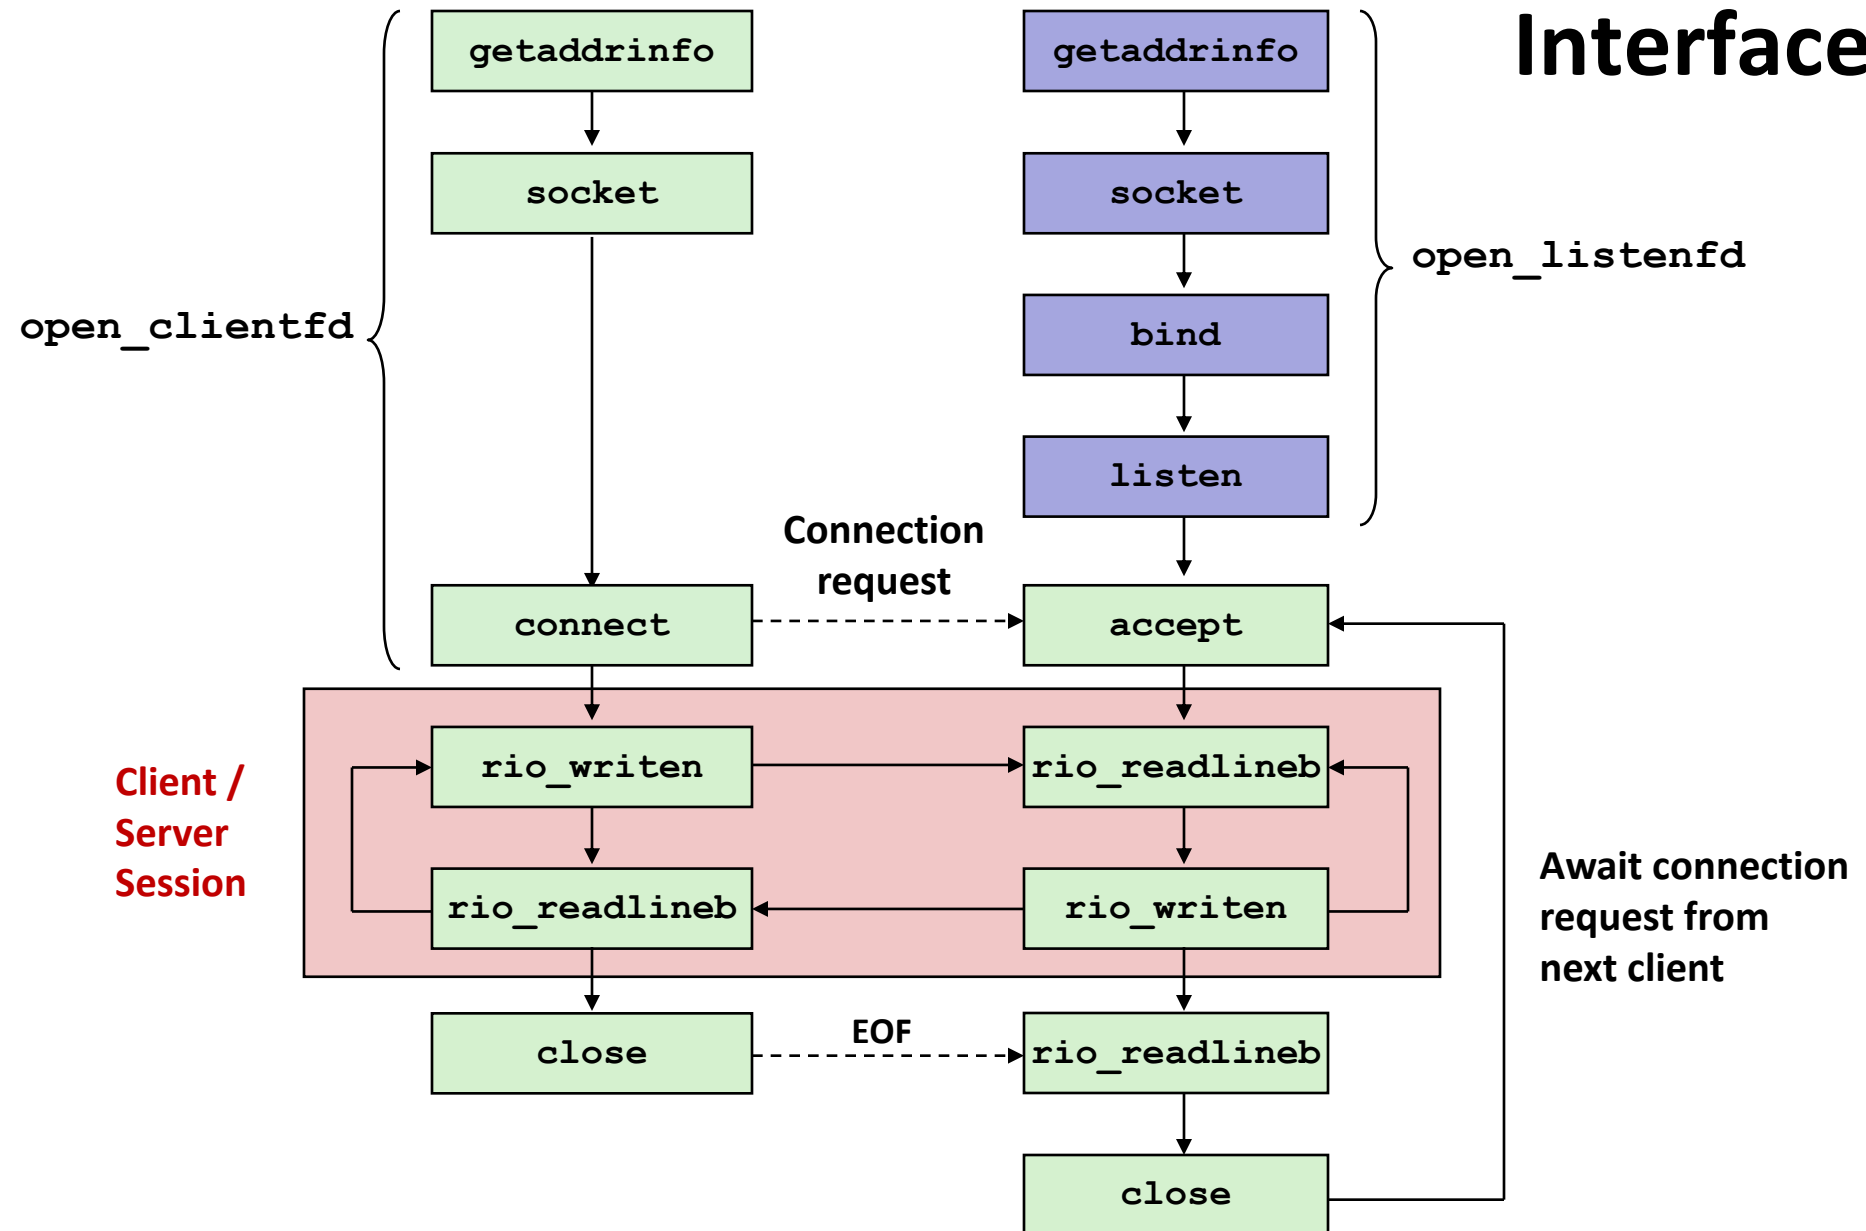 Interface
getaddrinfo
getaddrinfo
socket
socket
open_listenfd
open_clientfd
bind
listen
Connection
request
connect
accept
Client /
Server
Session
rio_writen
rio_readlineb
rio_readlineb
rio_writen
Await connection
request from
next client
close
EOF
rio_readlineb
close